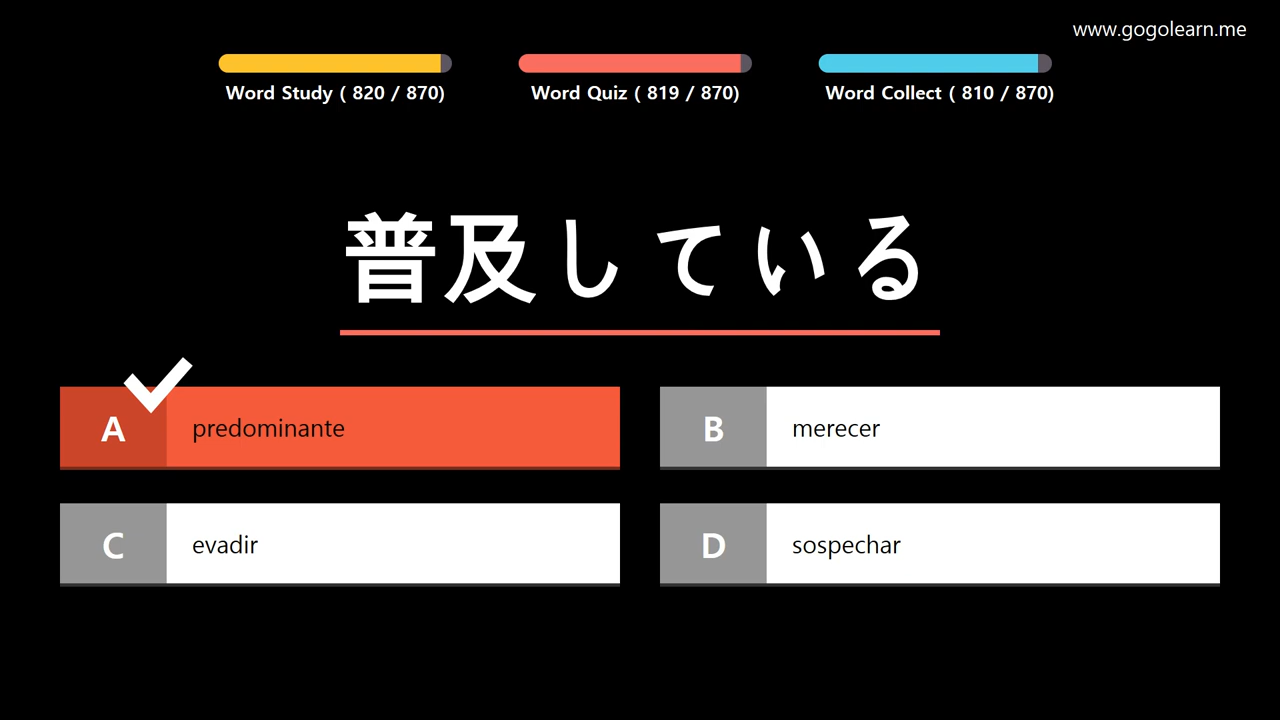 www.gogolearn.me
Word Study ( 820 / 870)
Word Quiz ( 819 / 870)
Word Collect ( 810 / 870)
普及している
A predominante
B merecer
C evadir
D sospechar